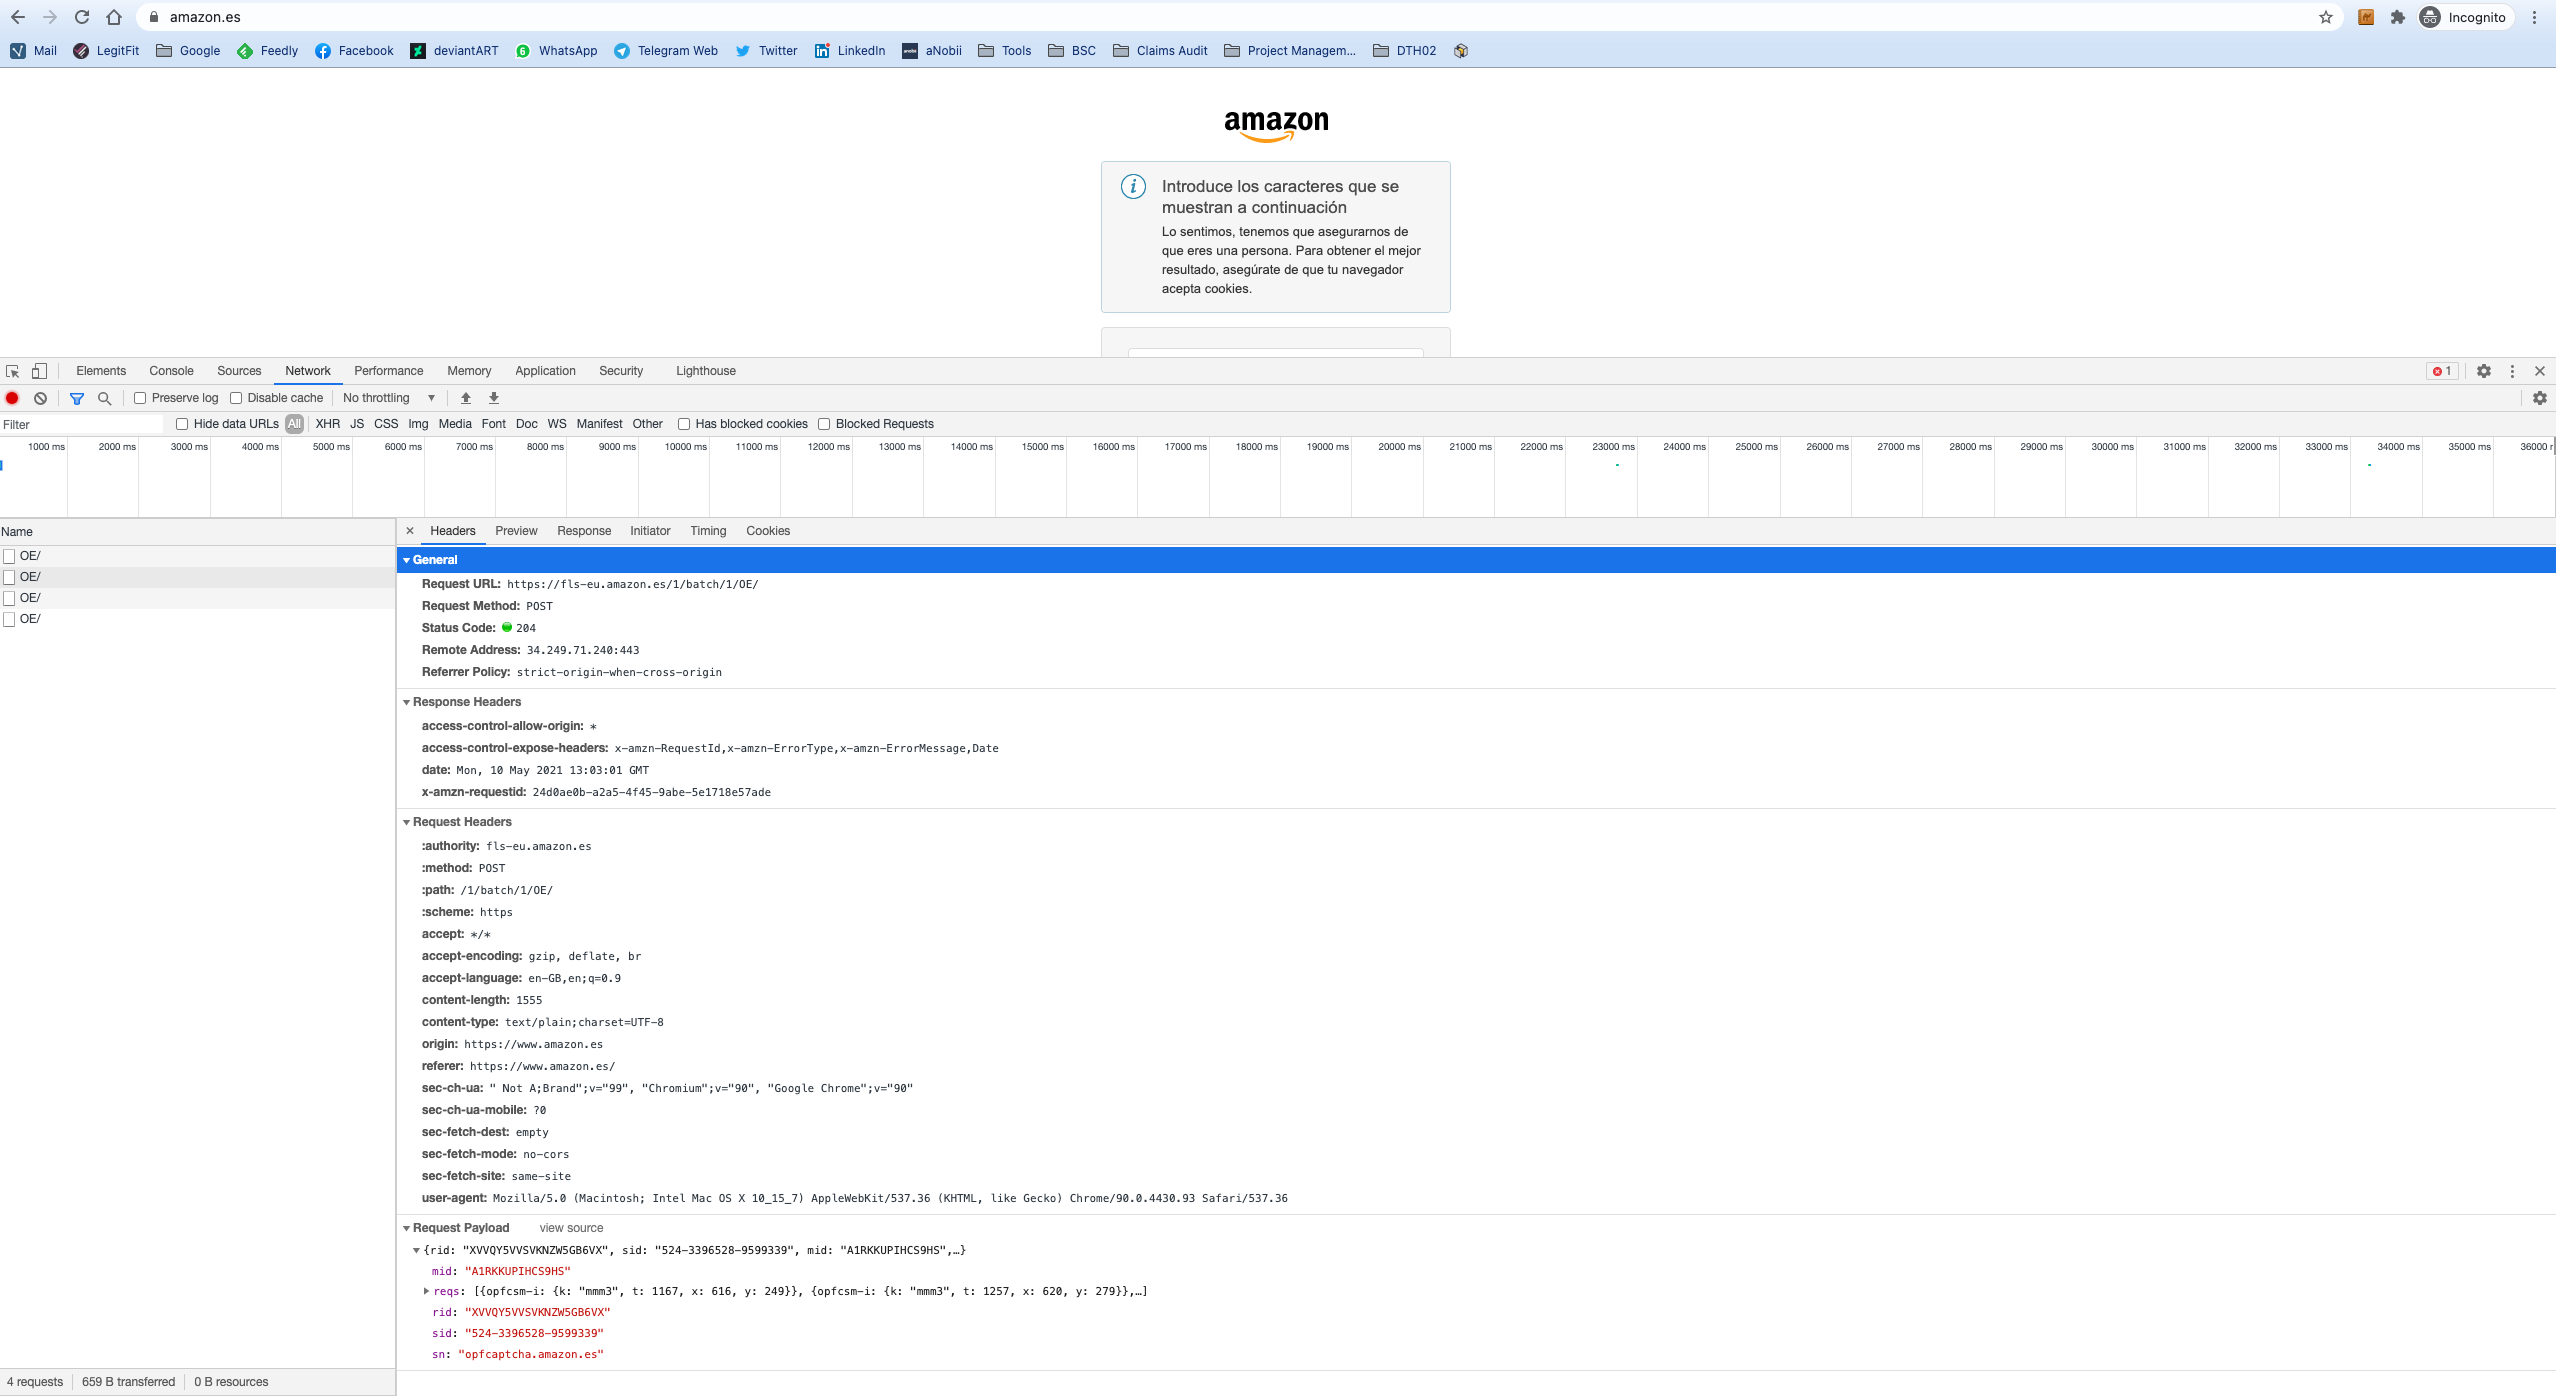 amazon.es
Incognito
Mail LegitFit Google Feedly Facebook deviantART WhatsApp Telegram Web Twitter LinkedIn aNobii Tools BSC Claims Audit Project Managem... DTH02
amazon
Introduce los caracteres que se
muestran a continuación
Lo sentimos, tenemos que asegurarnos de
que eres una persona. Para obtener el mejor
resultado, asegúrate de que tu navegador
acepta cookies.
Elements Console Sources Network Performance Memory Application Security Lighthouse 1
Preserve log Disable cache No throttling
Filter Hide data URLs All XHR JS CSS Img Media Font Doc WS Manifest Other Has blocked cookies Blocked Requests
1000 ms 2000 ms 3000 ms 4000 ms 5000 ms 6000 ms 7000 ms 8000 ms 9000 ms 10000 ms 11000 ms 12000 ms 13000 ms 14000 ms 15000 ms 16000 ms 17000 ms 18000 ms 19000 ms 20000 ms 21000 ms 22000 ms 23000 ms 24000 ms 25000 ms 26000 ms 27000 ms 28000 ms 29000 ms 30000 ms 31000 ms 32000 ms 33000 ms 34000 ms 35000 ms 36000 r
Name
OE/
OE/
OE/
OE/
4 requests 659 B transferred 0 B resources
Headers Preview Response Initiator Timing Cookies
General
Request URL: https://fls-eu.amazon.es/1/batch/1/OE/
Request Method: POST
Status Code: 204
Remote Address: 34.249.71.240:443
Referrer Policy: strict-origin-when-cross-origin
Response Headers
access-control-allow-origin: *
access-control-expose-headers: x-amzn-RequestId,x-amzn-ErrorType,x-amzn-ErrorMessage,Date
date: Mon, 10 May 2021 13:03:01 GMT
x-amzn-requestid: 24d0ae0b-a2a5-4f45-9abe-5e1718e57ade
Request Headers
:authority: fls-eu.amazon.es
:method: POST
:path: /1/batch/1/OE/
:scheme: https
accept: */*
accept-encoding: gzip, deflate, br
accept-language: en-GB,en;q=0.9
content-length: 1555
content-type: text/plain;charset=UTF-8
origin: https://www.amazon.es
referer: https://www.amazon.es/
sec-ch-ua: " Not A;Brand";v="99", "Chromium";v="90", "Google Chrome";v="90"
sec-ch-ua-mobile: ?0
sec-fetch-dest: empty
sec-fetch-mode: no-cors
sec-fetch-site: same-site
user-agent: Mozilla/5.0 (Macintosh; Intel Mac OS X 10_15_7) AppleWebKit/537.36 (KHTML, like Gecko) Chrome/90.0.4430.93 Safari/537.36
Request Payload view source
{rid: "XVVQY5VVSVKNZW5GB6VX", sid: "524-3396528-9599339", mid: "A1RKKUPIHCS9HS",…}
mid: "A1RKKUPIHCS9HS"
reqs: [{opfcsm-i: {k: "mmm3", t: 1167, x: 616, y: 249}}, {opfcsm-i: {k: "mmm3", t: 1257, x: 620, y: 279}},…]
rid: "XVVQY5VVSVKNZW5GB6VX"
sid: "524-3396528-9599339"
sn: "opfcaptcha.amazon.es"